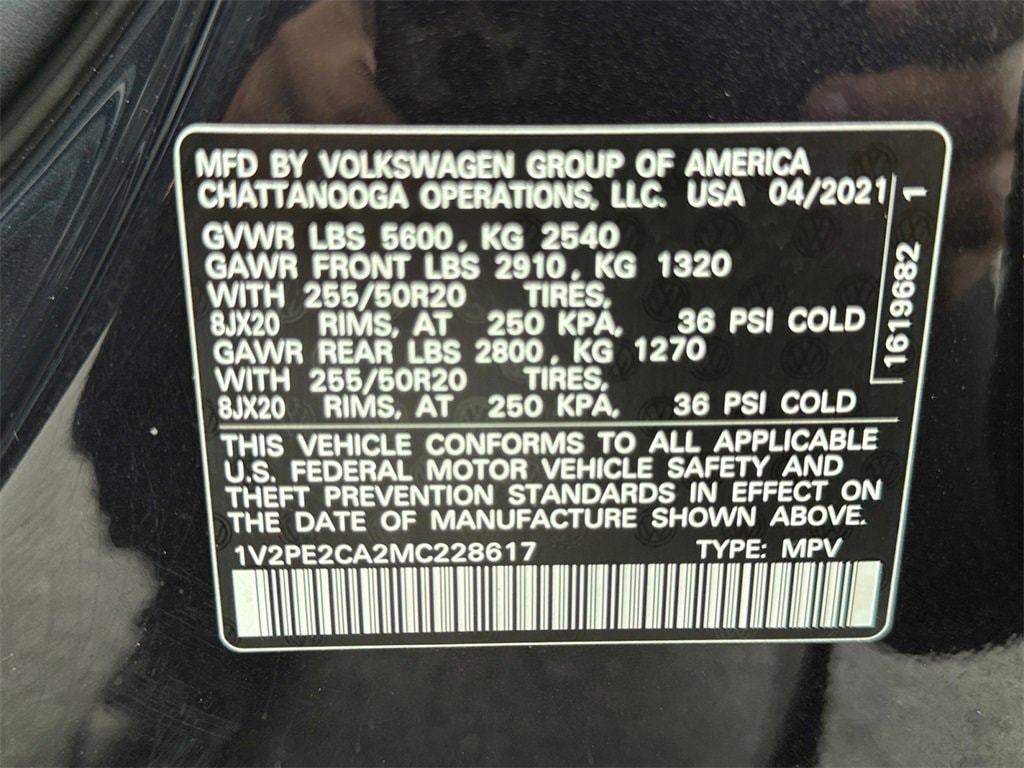 MFD BY VOLKSWAGEN GROUP OF AMERICA
CHATTANOOGA OPERATIONS, LLC. USA 04/2021
GVWR LBS 5600, KG 2540
GAWR FRONT LBS 2910, KG 1320
WITH 255/50R20 TIRES,
8JX20 RIMS, AT 250 KPA, 36 PSI COLD
GAWR REAR LBS 2800, KG 1270
WITH 255/50R20 TIRES,
8JX20 RIMS, AT 250 KPA, 36 PSI COLD
1619682 1
THIS VEHICLE CONFORMS TO ALL APPLICABLE
U.S. FEDERAL MOTOR VEHICLE SAFETY AND
THEFT PREVENTION STANDARDS IN EFFECT ON
THE DATE OF MANUFACTURE SHOWN ABOVE.
1V2PE2CA2MC228617 TYPE: MPV